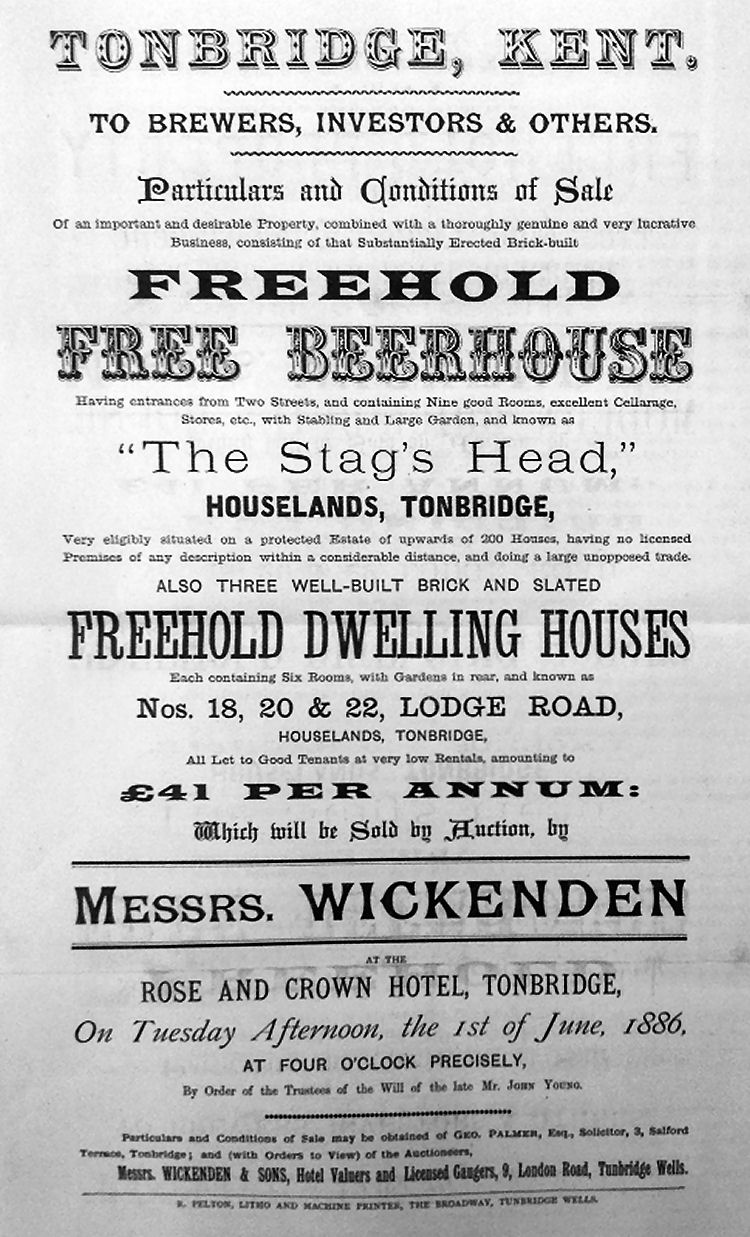 TONBRIDGE, KENT.
TO BREWERS, INVESTORS & OTHERS.
Particulars and Conditions of Sale
Of an important and desirable Property, combined with a thoroughly genuine and very lucrative
Business, consisting of that Substantially Erected Brick-built
FREEHOLD
FREE BEERHOUSE
Having entrances from Two Streets, and containing Nine good Rooms, excellent Cellarage,
Stores, etc., with Stabling and Large Garden, and known as
"The Stag's Head,"
HOUSELANDS, TONBRIDGE,
Very eligibly situated on a protected Estate of upwards of 200 Houses, having no licensed
Premises of any description within a considerable distance, and doing a large unopposed trade.
ALSO THREE WELL-BUILT BRICK AND SLATED
FREEHOLD DWELLING HOUSES
Each containing Six Rooms, with Gardens in rear, and known as
Nos. 18, 20 & 22, LODGE ROAD,
HOUSELANDS, TONBRIDGE,
All Let to Good Tenants at very low Rentals, amounting to
£41 PER ANNUM:
Which will be Sold by Auction, by
MESSRS. WICKENDEN
AT THE
ROSE AND CROWN HOTEL, TONBRIDGE,
On Tuesday Afternoon, the 1st of June, 1886,
AT FOUR O'CLOCK PRECISELY,
By Order of the Trustees of the Will of the late Mr. JOHN YOUNG.
Particulars and Conditions of Sale may be obtained of GEO. PALMER, Esq., Solicitor, 3, Salford
Terrace, Tonbridge; and (with Orders to View) of the Auctioneers,
Messrs. WICKENDEN & SONS, Hotel Valuers and Licensed Gaugers, 9, London Road, Tunbridge Wells.
R. PELTON, LITHO AND MACHINE PRINTER, THE BROADWAY, TUNBRIDGE WELLS.